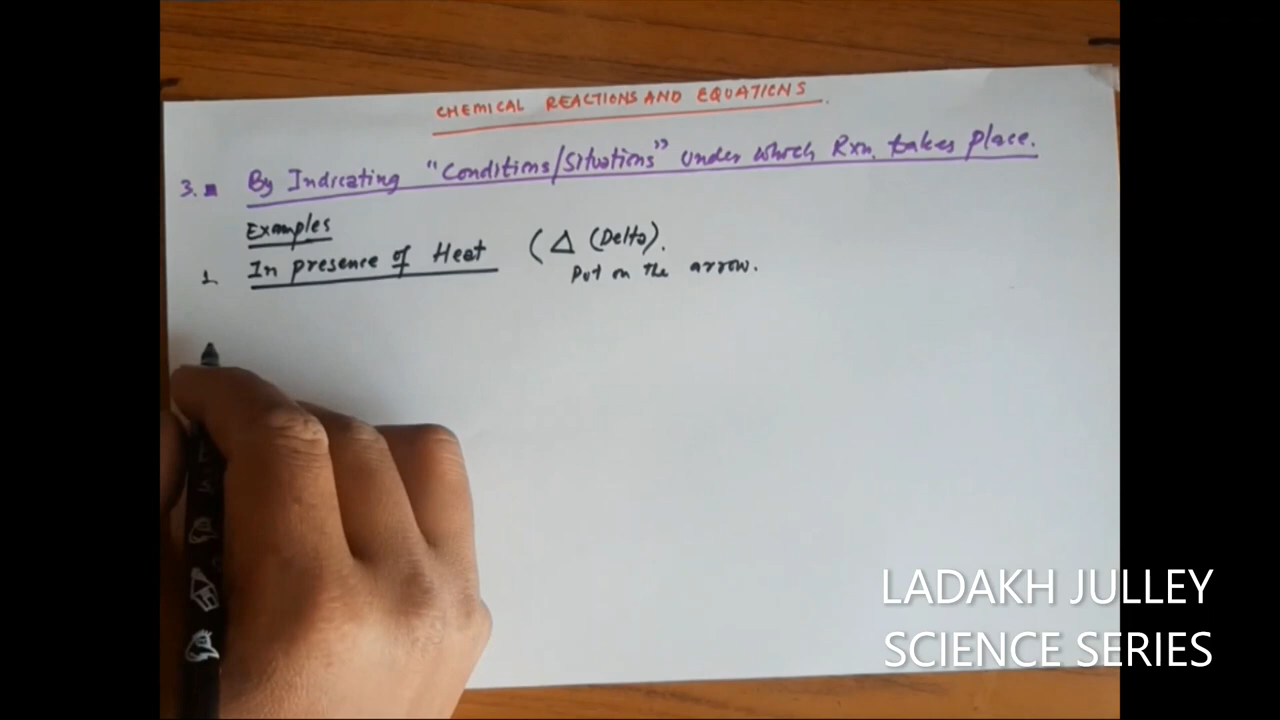 CHEMICAL REACTIONS AND EQUATIONS.
3. By Indicating "Conditions/Situations" under which Rxn. takes place.
Examples
1. In presence of Heat (Δ (Delta).
Put on the arrow.
LADAKH JULLEY
SCIENCE SERIES